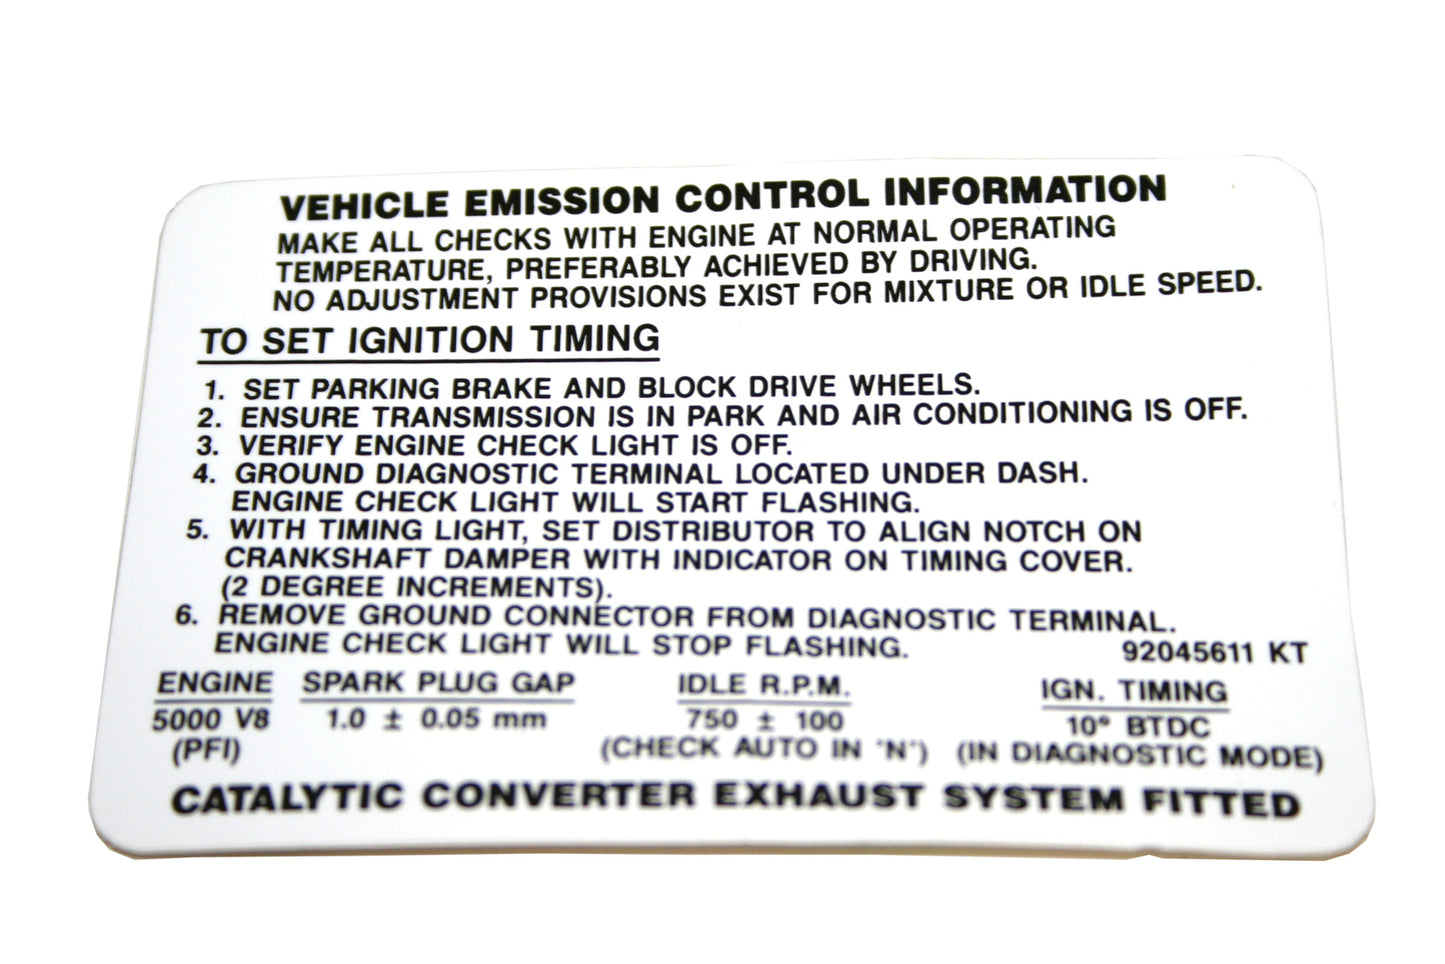 VEHICLE EMISSION CONTROL INFORMATION
MAKE ALL CHECKS WITH ENGINE AT NORMAL OPERATING
TEMPERATURE, PREFERABLY ACHIEVED BY DRIVING.
NO ADJUSTMENT PROVISIONS EXIST FOR MIXTURE OR IDLE SPEED.
TO SET IGNITION TIMING
1. SET PARKING BRAKE AND BLOCK DRIVE WHEELS.
2. ENSURE TRANSMISSION IS IN PARK AND AIR CONDITIONING IS OFF.
3. VERIFY ENGINE CHECK LIGHT IS OFF.
4. GROUND DIAGNOSTIC TERMINAL LOCATED UNDER DASH.
ENGINE CHECK LIGHT WILL START FLASHING.
5. WITH TIMING LIGHT, SET DISTRIBUTOR TO ALIGN NOTCH ON
CRANKSHAFT DAMPER WITH INDICATOR ON TIMING COVER.
(2 DEGREE INCREMENTS).
6. REMOVE GROUND CONNECTOR FROM DIAGNOSTIC TERMINAL.
ENGINE CHECK LIGHT WILL STOP FLASHING. 92045611 KT
ENGINE SPARK PLUG GAP IDLE R.P.M. IGN. TIMING
5000 V8 1.0 ± 0.05 mm 750 ± 100 10° BTDC
(PFI) (CHECK AUTO IN 'N') (IN DIAGNOSTIC MODE)
CATALYTIC CONVERTER EXHAUST SYSTEM FITTED